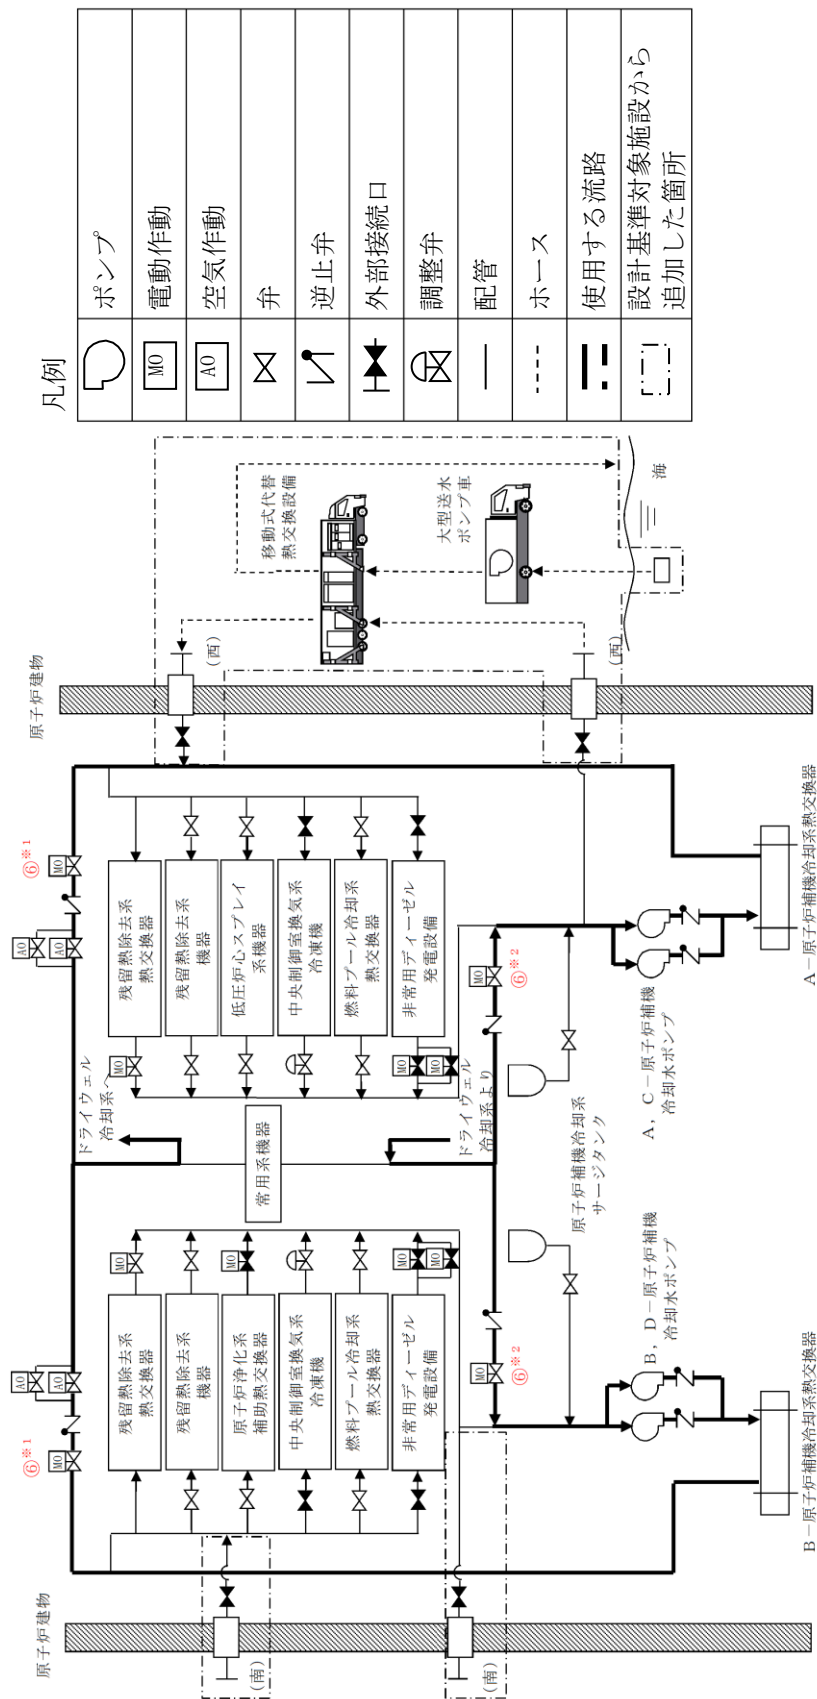 凡例
ポンプ
MO
電動作動
AO
空気作動
弁
逆止弁
外部接続口
調整弁
配管
ホース
使用する流路
設計基準対象施設から
追加した箇所
原子炉建物
(南)
(南)
⑥※1
MO
AO
AO
残留熱除去系
熱交換器
残留熱除去系
機器
原子炉浄化系
補助熱交換器
中央制御室換気系
冷凍機
燃料プール冷却系
熱交換器
非常用ディーゼル
発電設備
MO
MO
MO
MO
MO
⑥※2
B,D-原子炉補機
冷却水ポンプ
B-原子炉補機冷却系熱交換器
ドライウェル
冷却系へ
常用系機器
ドライウェル
冷却系より
原子炉補機冷却系
サージタンク
AO
AO
MO
⑥※1
MO
残留熱除去系
熱交換器
残留熱除去系
機器
低圧炉心スプレイ
系機器
中央制御室換気系
冷凍機
燃料プール冷却系
熱交換器
非常用ディーゼル
発電設備
MO
MO
MO
⑥※2
A,C-原子炉補機
冷却水ポンプ
A-原子炉補機冷却系熱交換器
原子炉建物
(西)
(西)
移動式代替
熱交換設備
大型送水
ポンプ車
海